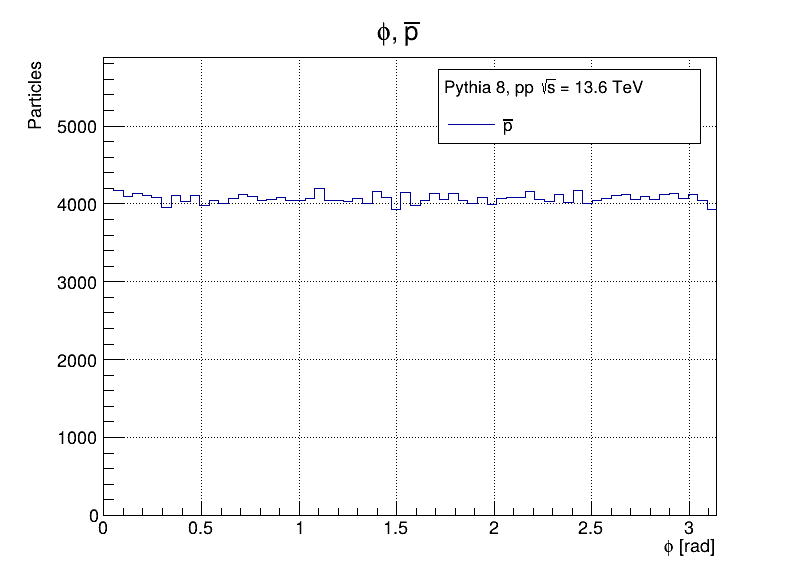 ϕ, p̅
Particles
Pythia 8, pp √s = 13.6 TeV
p̅
5000
4000
3000
2000
1000
0
0 0.5 1 1.5 2 2.5 3
ϕ [rad]